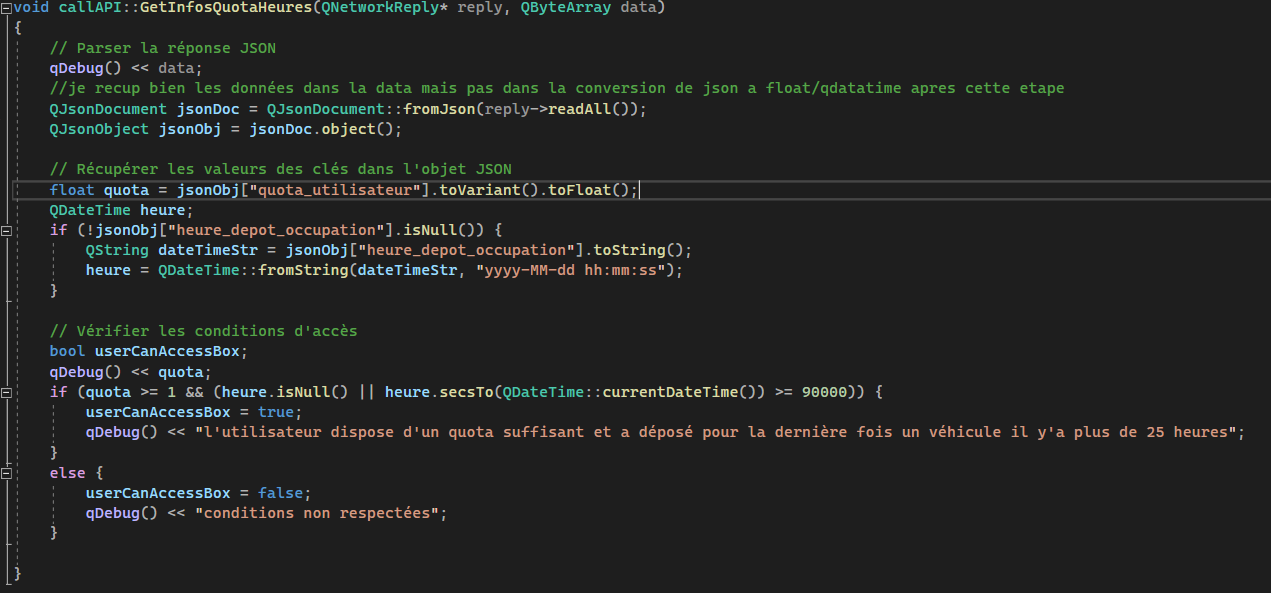 void callAPI::GetInfosQuotaHeures(QNetworkReply* reply, QByteArray data)
{
    // Parser la réponse JSON
    qDebug() << data;
    //je recup bien les données dans la data mais pas dans la conversion de json a float/qdatatime apres cette etape
    QJsonDocument jsonDoc = QJsonDocument::fromJson(reply->readAll());
    QJsonObject jsonObj = jsonDoc.object();

    // Récupérer les valeurs des clés dans l'objet JSON
    float quota = jsonObj["quota_utilisateur"].toVariant().toFloat();
    QDateTime heure;
    if (!jsonObj["heure_depot_occupation"].isNull()) {
        QString dateTimeStr = jsonObj["heure_depot_occupation"].toString();
        heure = QDateTime::fromString(dateTimeStr, "yyyy-MM-dd hh:mm:ss");
    }

    // Vérifier les conditions d'accès
    bool userCanAccessBox;
    qDebug() << quota;
    if (quota >= 1 && (heure.isNull() || heure.secsTo(QDateTime::currentDateTime()) >= 90000)) {
        userCanAccessBox = true;
        qDebug() << "l'utilisateur dispose d'un quota suffisant et a déposé pour la dernière fois un véhicule il y'a plus de 25 heures";
    }
    else {
        userCanAccessBox = false;
        qDebug() << "conditions non respectées";
    }

}